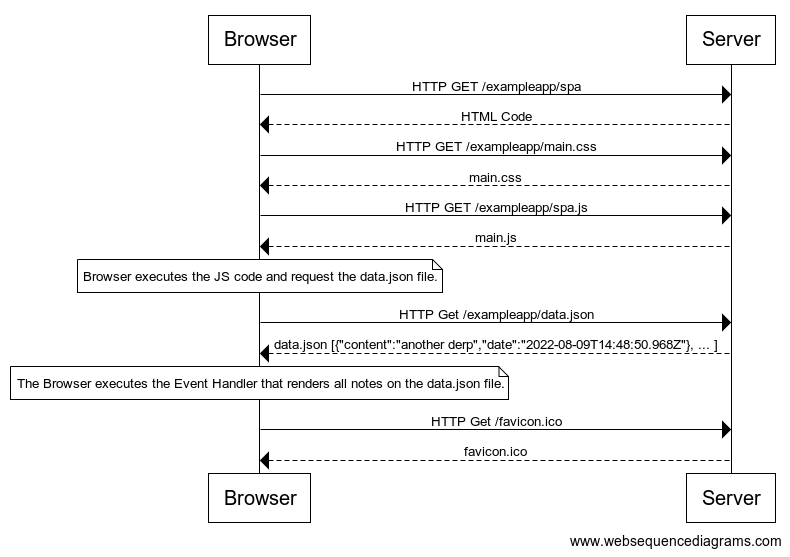 Browser
Server
HTTP GET /exampleapp/spa
HTML Code
HTTP GET /exampleapp/main.css
main.css
HTTP GET /exampleapp/spa.js
main.js
Browser executes the JS code and request the data.json file.
HTTP Get /exampleapp/data.json
data.json [{"content":"another derp","date":"2022-08-09T14:48:50.968Z"}, ... ]
The Browser executes the Event Handler that renders all notes on the data.json file.
HTTP Get /favicon.ico
favicon.ico
Browser
Server
www.websequencediagrams.com